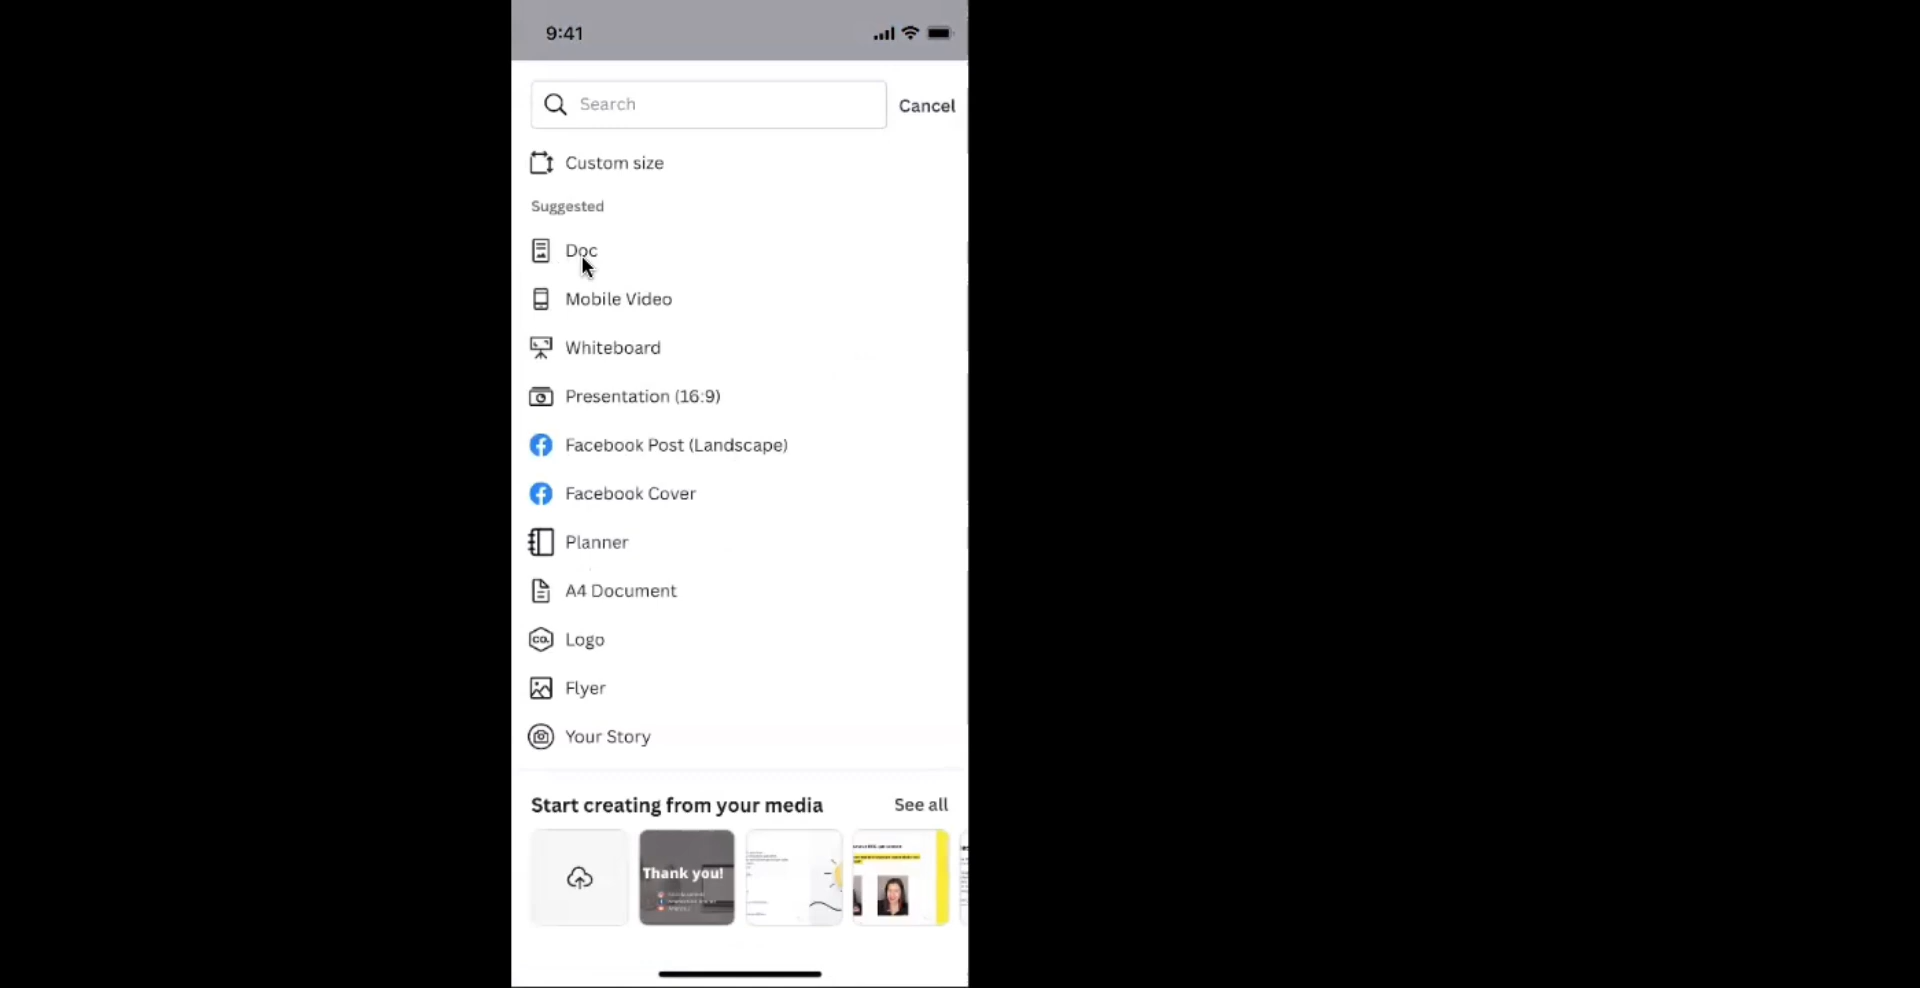 9:41
Search
Cancel
Custom size
Suggested
Doc
Mobile Video
Whiteboard
Presentation (16:9)
Facebook Post (Landscape)
Facebook Cover
Planner
A4 Document
CO.
Logo
Flyer
Your Story
Start creating from your media
See all
Thank you!